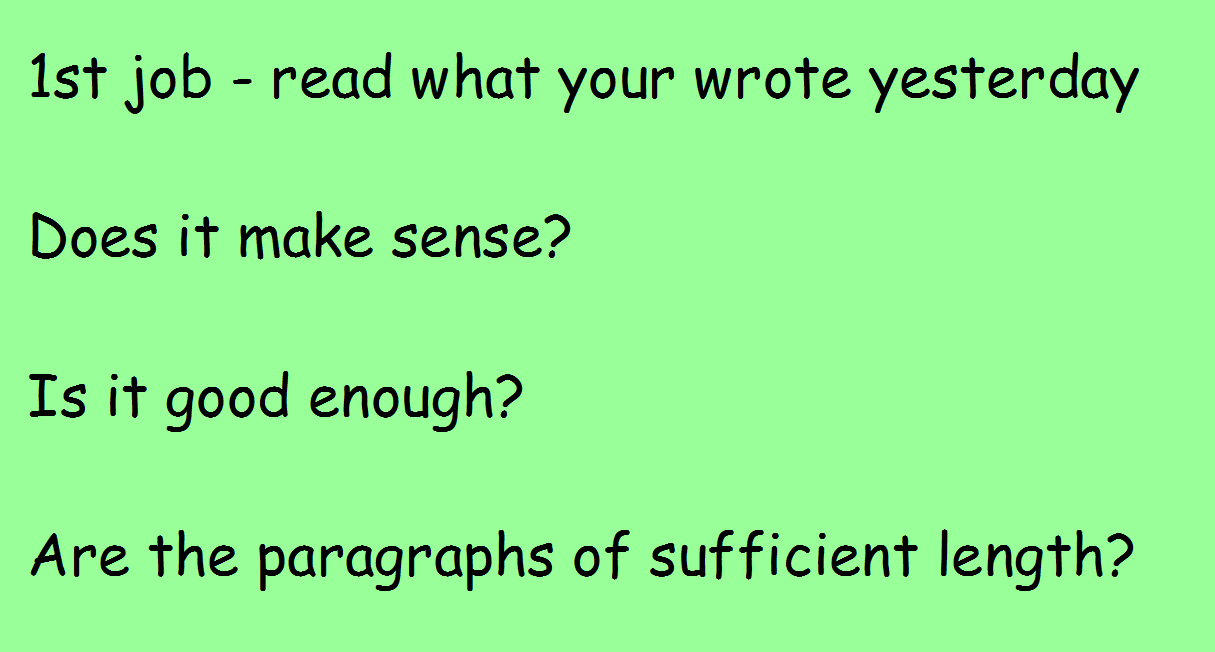 1st job - read what your wrote yesterday
Does it make sense?
Is it good enough?
Are the paragraphs of sufficient length?